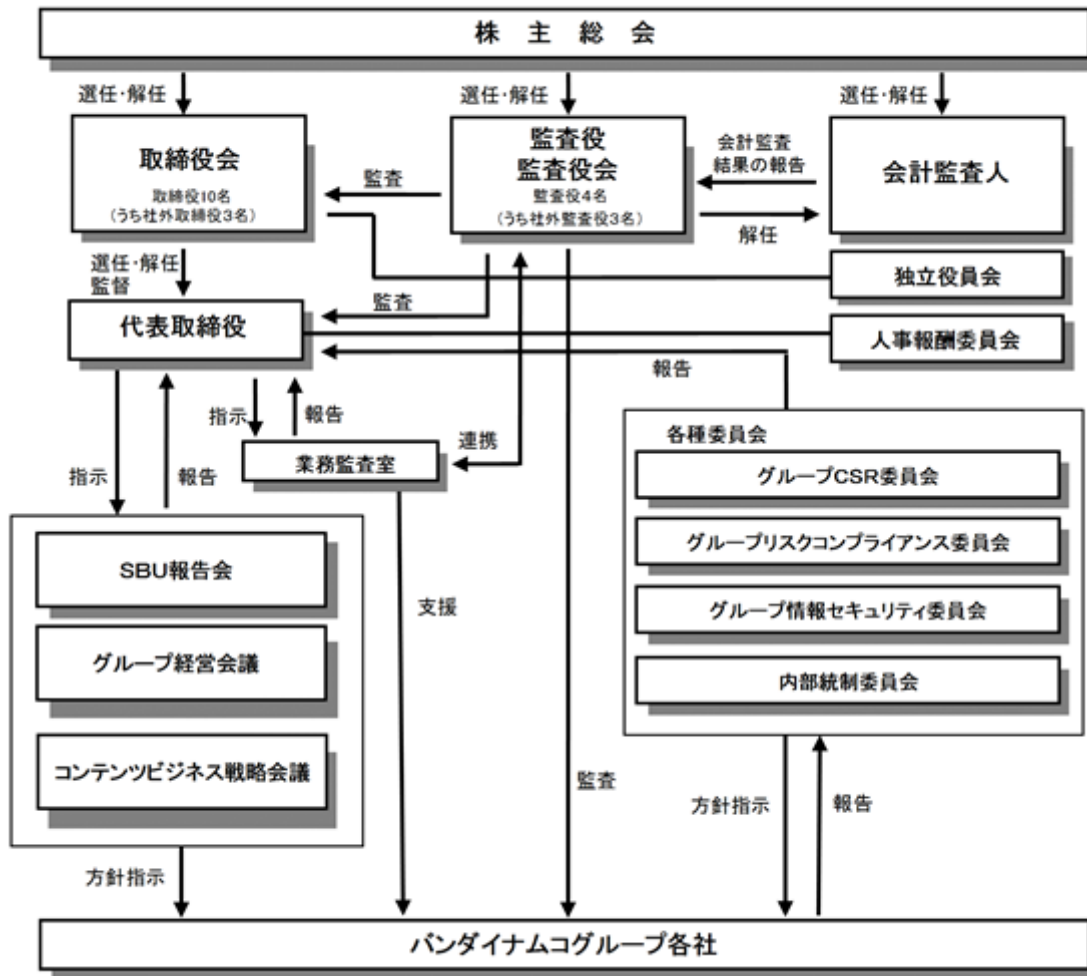 株主総会
選任・解任
選任・解任
選任・解任
取締役会
取締役10名
（うち社外取締役3名）
監査
監査役
監査役会
監査役4名
（うち社外監査役3名）
会計監査
結果の報告
解任
会計監査人
独立役員会
人事報酬委員会
選任・解任
監督
監査
代表取締役
報告
指示
報告
指示
報告
連携
業務監査室
各種委員会
グループCSR委員会
グループリスクコンプライアンス委員会
グループ情報セキュリティ委員会
内部統制委員会
SBU報告会
グループ経営会議
コンテンツビジネス戦略会議
支援
監査
方針指示
報告
方針指示
バンダイナムコグループ各社